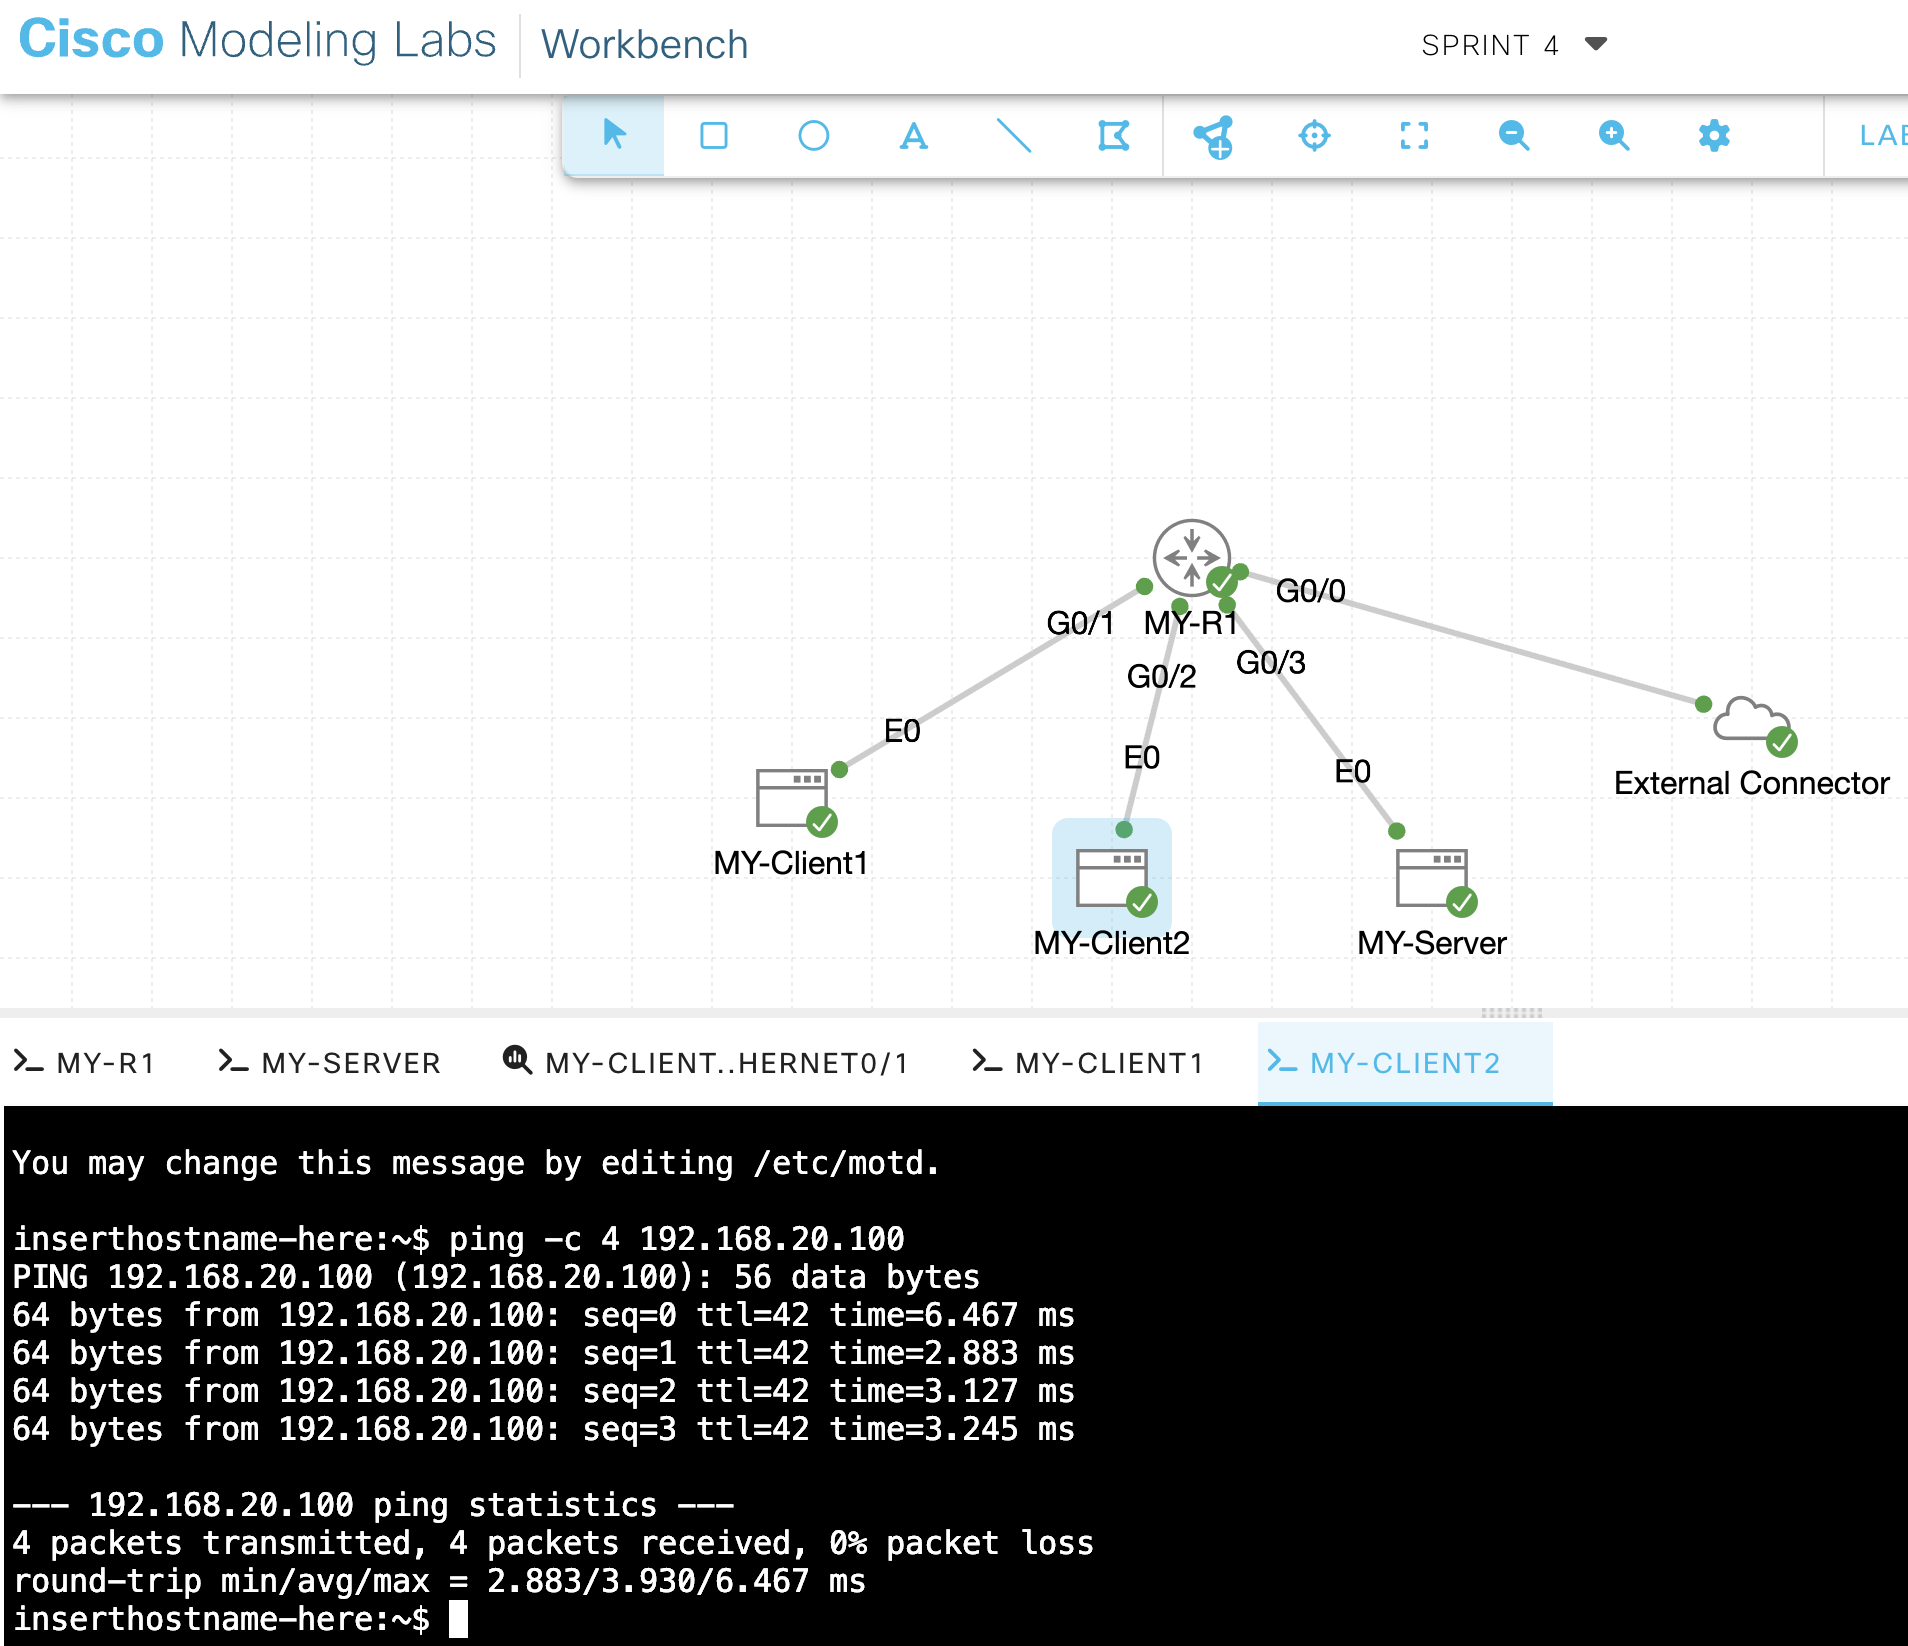 Cisco Modeling Labs Workbench SPRINT 4
A
G0/0
G0/1 MY-R1
G0/2 G0/3
E0
E0 E0
External Connector
MY-Client1
MY-Client2 MY-Server
MY-R1 MY-SERVER MY-CLIENT..HERNET0/1 MY-CLIENT1 MY-CLIENT2
You may change this message by editing /etc/motd.
inserthostname-here:~$ ping -c 4 192.168.20.100
PING 192.168.20.100 (192.168.20.100): 56 data bytes
64 bytes from 192.168.20.100: seq=0 ttl=42 time=6.467 ms
64 bytes from 192.168.20.100: seq=1 ttl=42 time=2.883 ms
64 bytes from 192.168.20.100: seq=2 ttl=42 time=3.127 ms
64 bytes from 192.168.20.100: seq=3 ttl=42 time=3.245 ms
--- 192.168.20.100 ping statistics ---
4 packets transmitted, 4 packets received, 0% packet loss
round-trip min/avg/max = 2.883/3.930/6.467 ms
inserthostname-here:~$